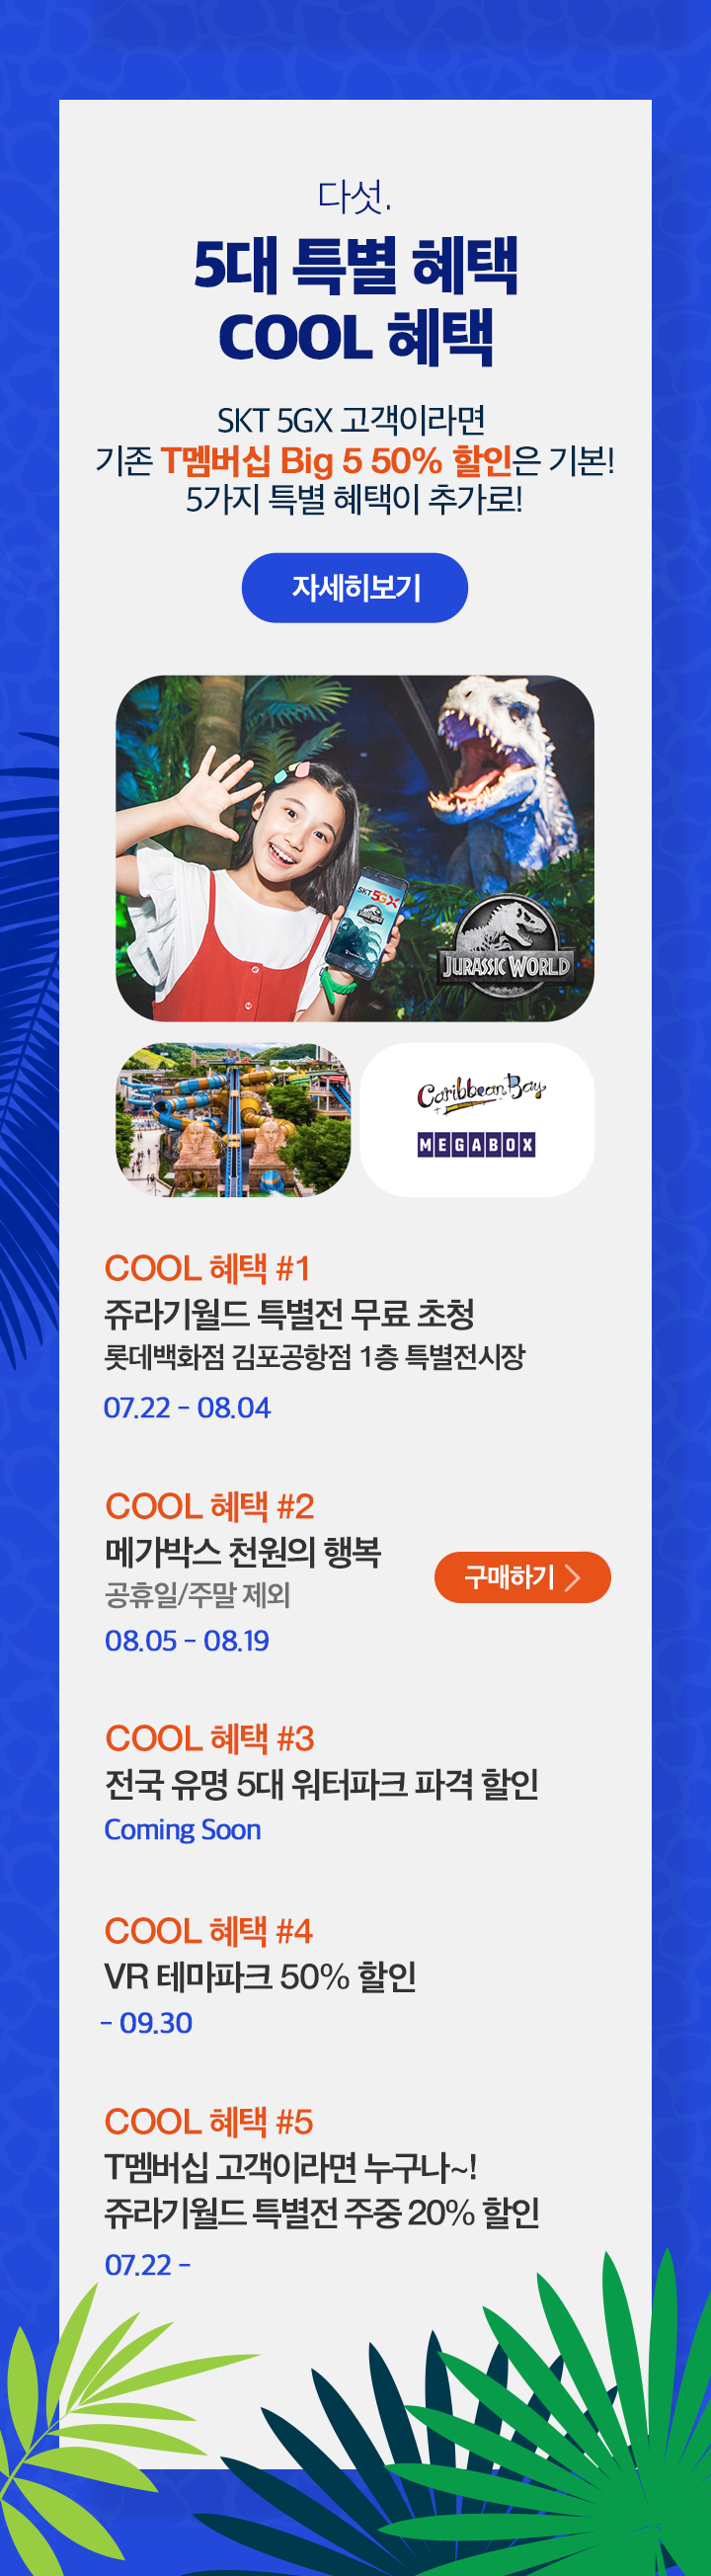 다섯.
5대 특별 혜택
COOL 혜택
SKT 5GX 고객이라면
기존 T멤버십 Big 5 50% 할인은 기본!
5가지 특별 혜택이 추가로!
자세히보기
SKT 5GX
JURASSIC WORLD
JURASSIC WORLD
Caribbean Bay
MEGABOX
COOL 혜택 #1
쥬라기월드 특별전 무료 초청
롯데백화점 김포공항점 1층 특별전시장
07.22 - 08.04
COOL 혜택 #2
메가박스 천원의 행복
구매하기 >
공휴일/주말 제외
08.05 - 08.19
COOL 혜택 #3
전국 유명 5대 워터파크 파격 할인
Coming Soon
COOL 혜택 #4
VR 테마파크 50% 할인
- 09.30
COOL 혜택 #5
T멤버십 고객이라면 누구나~!
쥬라기월드 특별전 주중 20% 할인
07.22 -